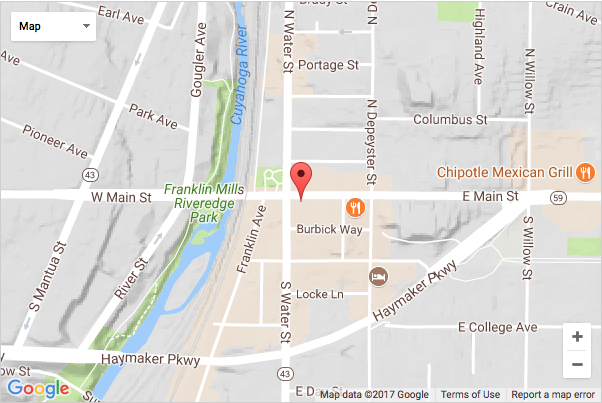 Brady St
Earl Ave
Crain Ave
Map
Gougler Ave
Cuyahoga River
N Water St
Portage St
Highland Ave
N Willow St
Park Ave
Pioneer Ave
Columbus St
N Depeyster St
43
Chipotle Mexican Grill
W Main St
Franklin Mills
Riveredge
Park
E Main St
59
Franklin Ave
Burbick Way
S Willow St
S Mantua St
River St
S Water St
Locke Ln
Haymaker Pkwy
E College Ave
Haymaker Pkwy
43
Google
Map data ©2017 Google
Terms of Use
Report a map error